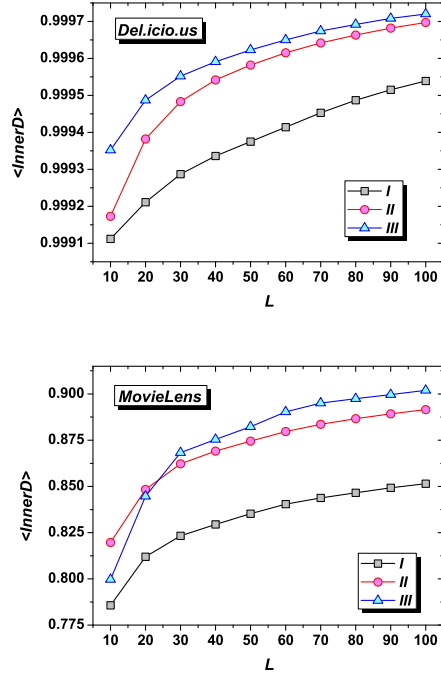 Del.icio.us
0.9997
0.9996
0.9995
0.9994
0.9993
0.9992
0.9991
<InnerD>
I
II
III
10 20 30 40 50 60 70 80 90 100
L
MovieLens
0.900
0.875
0.850
0.825
0.800
0.775
<InnerD>
I
II
III
10 20 30 40 50 60 70 80 90 100
L